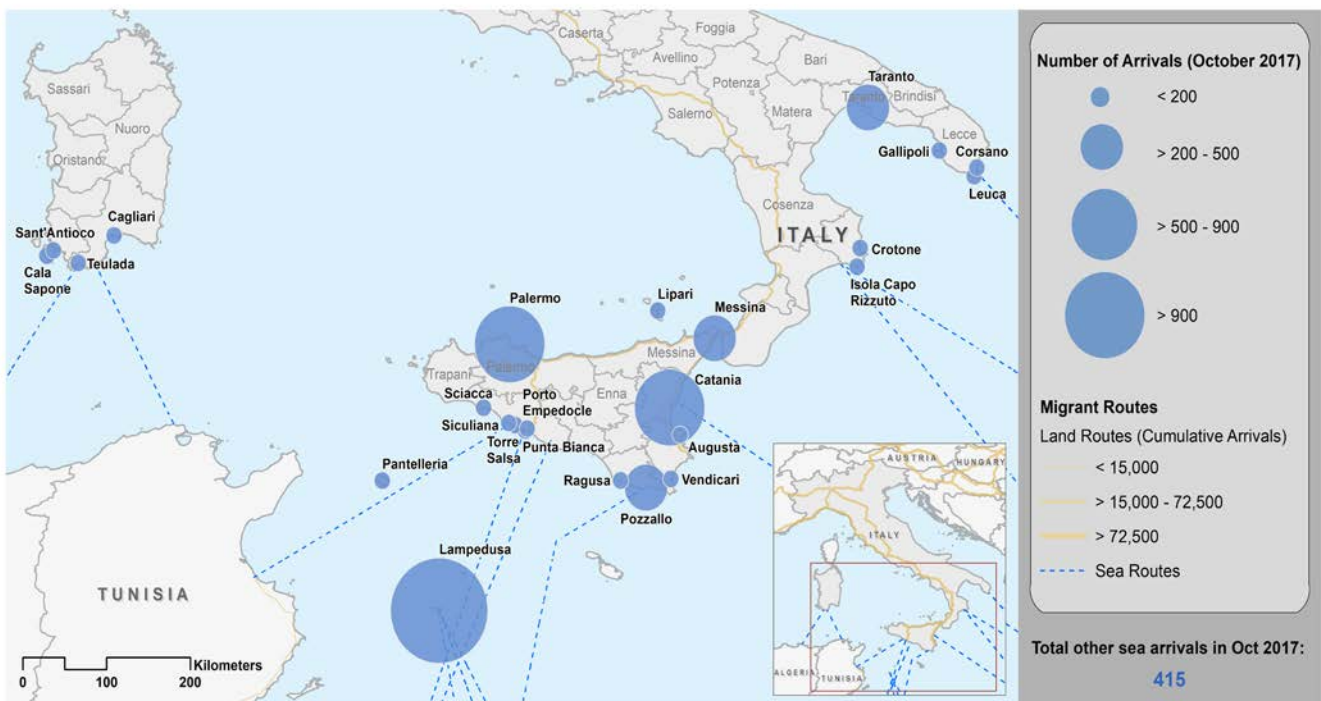 Foggia
Caserta
Bari
Avellino
Taranto
Potenza
Taranto
Brindisi
Sassari
Salerno
Matera
Nuoro
Lecce
Gallipoli
Corsano
Oristano
Leuca
Cosenza
Cagliari
Sant'Antioco
ITALY
Crotone
Cala
Sapone
Teulada
Isola Capo
Rizzuto
Palermo
Lipari
Messina
Messina
Trapani
Palermo
Catania
Enna
Sciacca
Porto
Empedocle
Siculiana
Torre
Salsa
Punta Bianca
Augusta
Pantelleria
Ragusa
Vendicari
Pozzallo
Lampedusa
TUNISIA
Kilometers
0 50 100 200
AUSTRIA
HUNGARY
ITALY
ALGERIA
TUNISIA
Number of Arrivals (October 2017)
< 200
> 200 - 500
> 500 - 900
> 900
Migrant Routes
Land Routes (Cumulative Arrivals)
< 15,000
> 15,000 - 72,500
> 72,500
Sea Routes
Total other sea arrivals in Oct 2017:
415